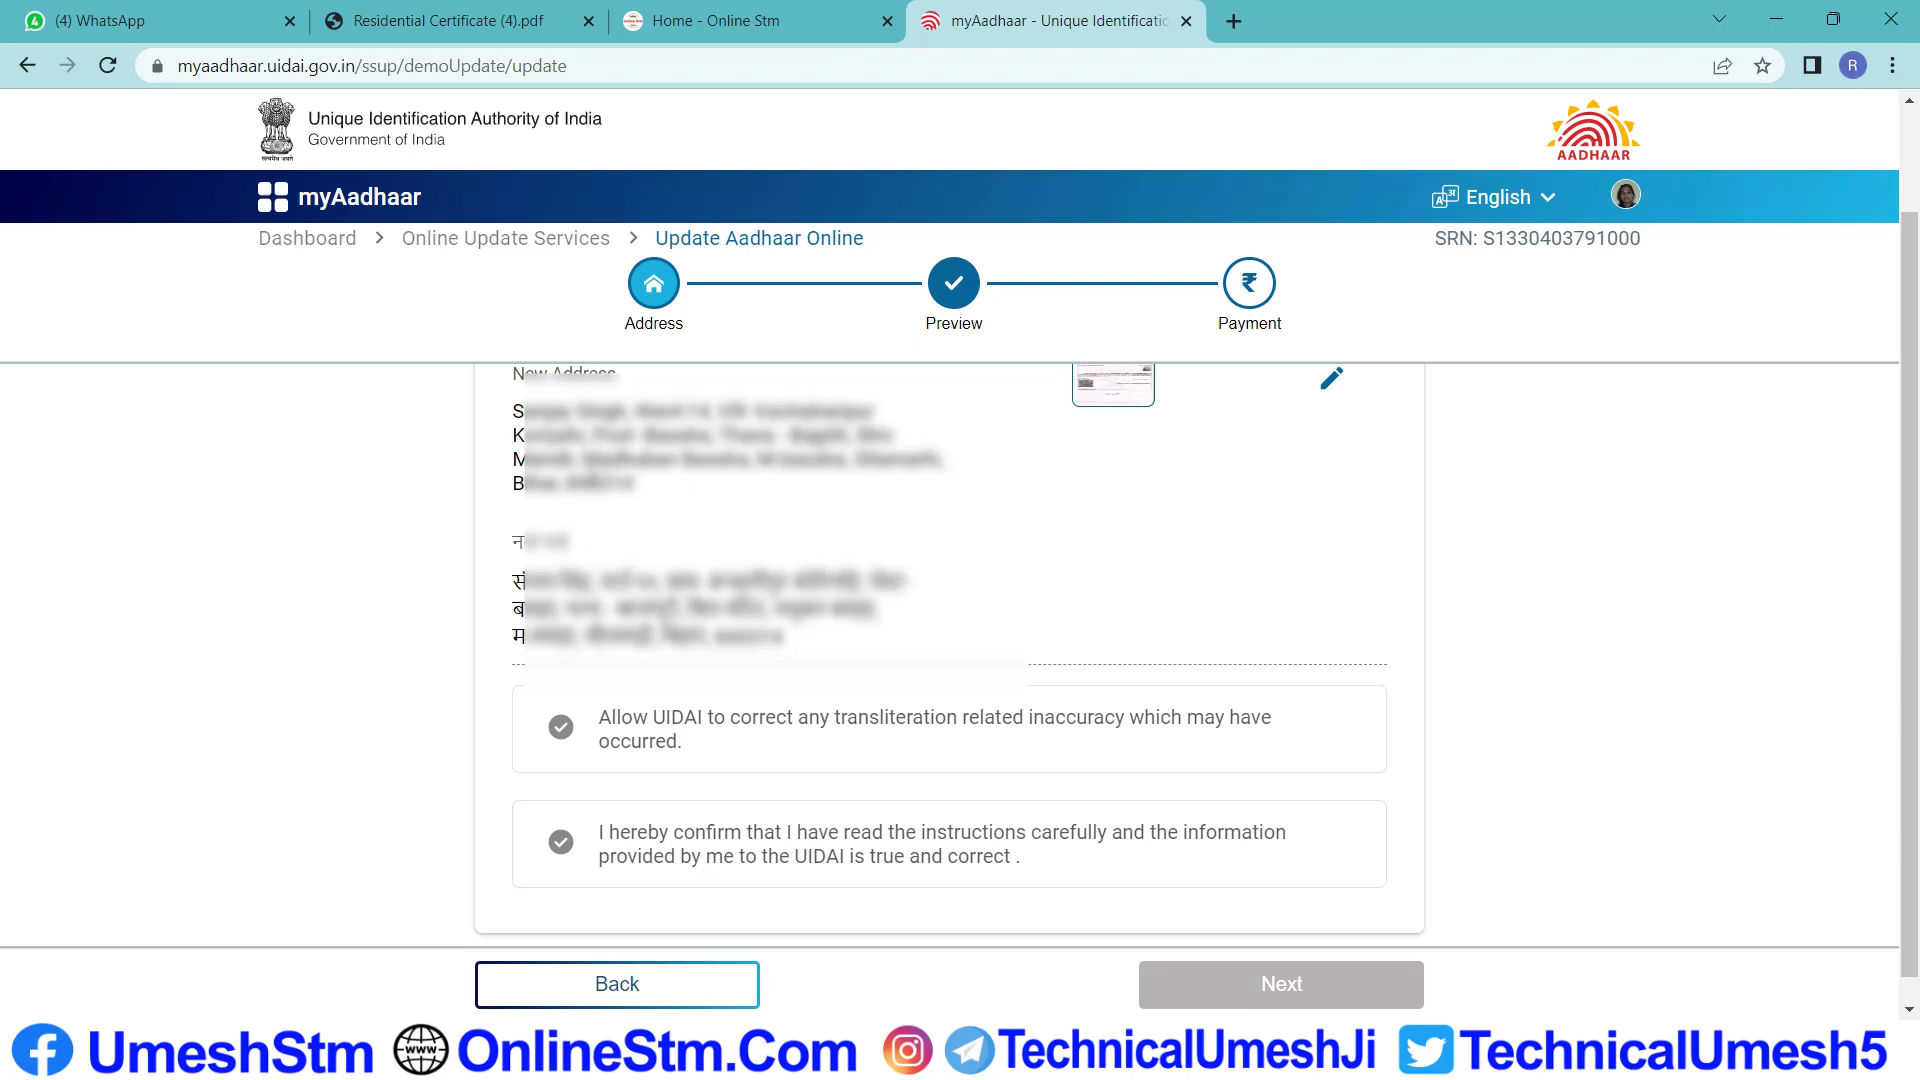 (4) WhatsApp
Residential Certificate (4).pdf
Home - Online Stm
myAadhaar - Unique Identificatio
myaadhaar.uidai.gov.in/ssup/demoUpdate/update
R
सत्यमेव जयते
Unique Identification Authority of India
Government of India
AADHAAR
myAadhaar
English
Dashboard > Online Update Services > Update Aadhaar Online
SRN: S1330403791000
Address
Preview
₹
Payment
New Address
Allow UIDAI to correct any transliteration related inaccuracy which may have
occurred.
I hereby confirm that I have read the instructions carefully and the information
provided by me to the UIDAI is true and correct .
Back
Next
UmeshStm
www
OnlineStm.Com
TechnicalUmeshJi
TechnicalUmesh5